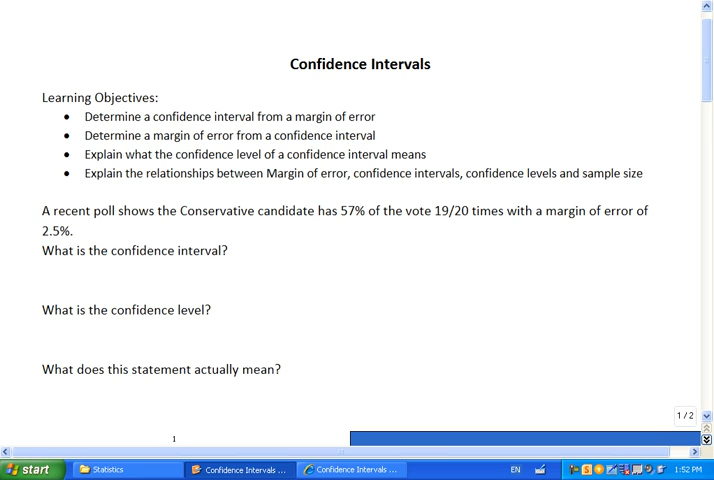 Confidence Intervals
Learning Objectives:
• Determine a confidence interval from a margin of error
• Determine a margin of error from a confidence interval
• Explain what the confidence level of a confidence interval means
• Explain the relationships between Margin of error, confidence intervals, confidence levels and sample size
A recent poll shows the Conservative candidate has 57% of the vote 19/20 times with a margin of error of
2.5%.
What is the confidence interval?
What is the confidence level?
What does this statement actually mean?
1 / 2
1
start Statistics Confidence Intervals ... Confidence Intervals ... EN 1:52 PM